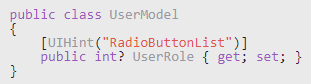 public class UserModel
{
[UIHint("RadioButtonList")]
public int? UserRole { get; set; }
}